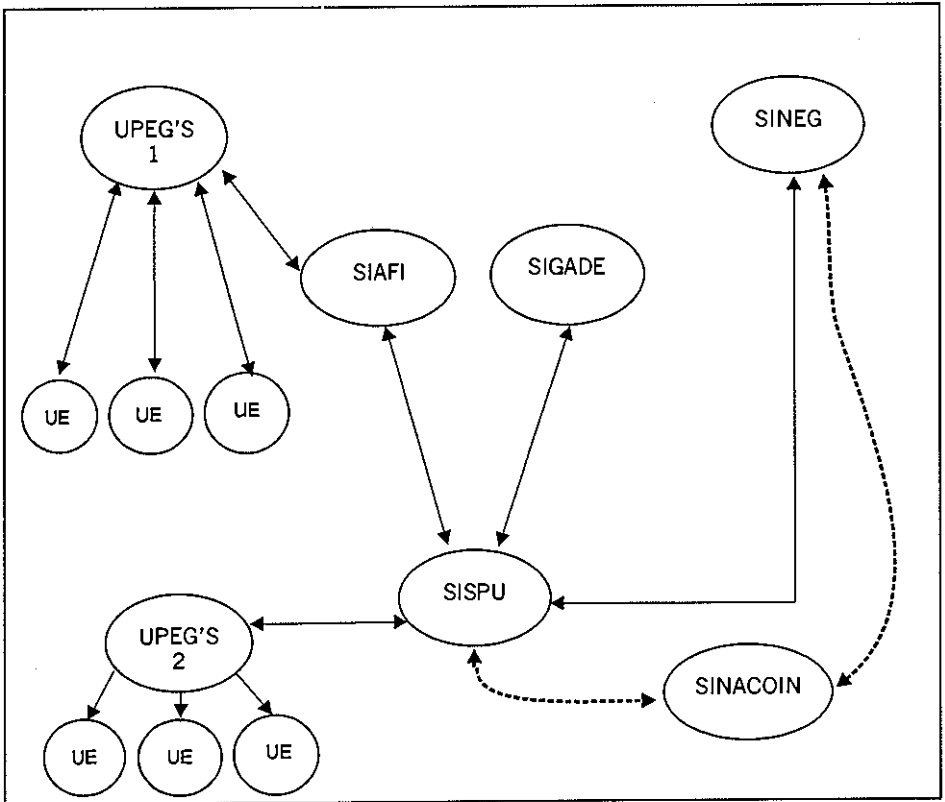 UPEG'S
1
SINEG
SIAFI
SIGADE
UE
UE
UE
SISPU
UPEG'S
2
SINACOIN
UE
UE
UE